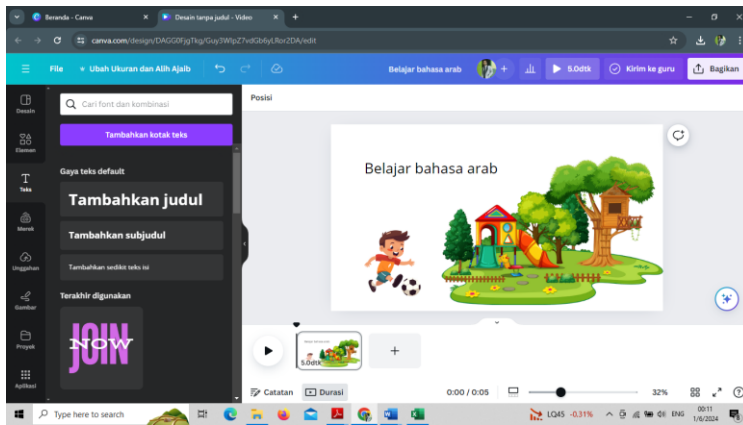 Beranda - Canva
Desain tanpa judul - Video
canva.com/design/DAGG0FjgTkg/Guy3WlpZ7vdGb6yLRor2DA/edit
File
Ubah Ukuran dan Alih Ajaib
Belajar bahasa arab
5.0dtk
Kirim ke guru
Bagikan
Desain
Cari font dan kombinasi
Posisi
Tambahkan kotak teks
Elemen
Gaya teks default
Teks
Tambahkan judul
Belajar bahasa arab
Merek
Tambahkan subjudul
Unggahan
Tambahkan sedikit teks isi
Gambar
Terakhir digunakan
Proyek
JOIN
NOW
5.0dtk
Aplikasi
Catatan
Durasi
0:00 / 0:05
32%
Type here to search
LQ45 -0.31%
ENG
00:11
1/6/2024